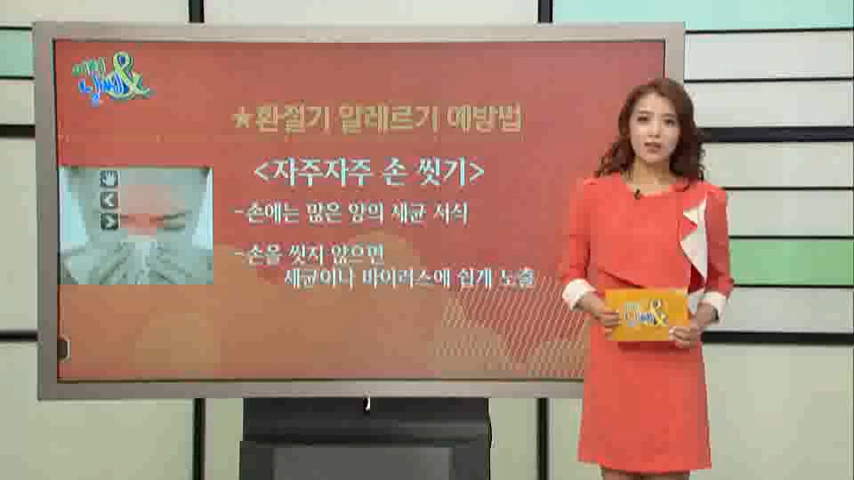 날씨&
★환절기 알레르기 예방법
<자주자주 손 씻기>
-손에는 많은 양의 세균 서식
-손을 씻지 않으면
세균이나 바이러스에 쉽게 노출